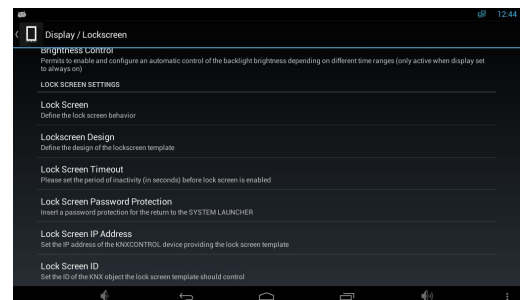 12:44
Display / Lockscreen
Brightness Control
Permits to enable and configure an automatic control of the backlight brightness depending on different time ranges (only active when display set
to always on)
LOCK SCREEN SETTINGS
Lock Screen
Define the lock screen behavior
Lockscreen Design
Define the design of the lockscreen template
Lock Screen Timeout
Please set the period of inactivity (in seconds) before lock screen is enabled
Lock Screen Password Protection
Insert a password protection for the return to the SYSTEM LAUNCHER
Lock Screen IP Address
Set the IP address of the KNXCONTROL device providing the lock screen template
Lock Screen ID
Set the ID of the KNX object the lock screen template should control